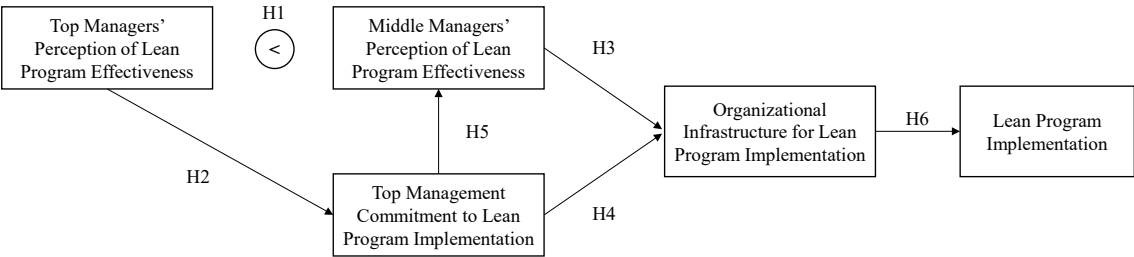 Top Managers’
Perception of Lean
Program Effectiveness
H1
<
Middle Managers’
Perception of Lean
Program Effectiveness
H3
Organizational
Infrastructure for Lean
Program Implementation
H6
Lean Program
Implementation
H5
H2
Top Management
Commitment to Lean
Program Implementation
H4